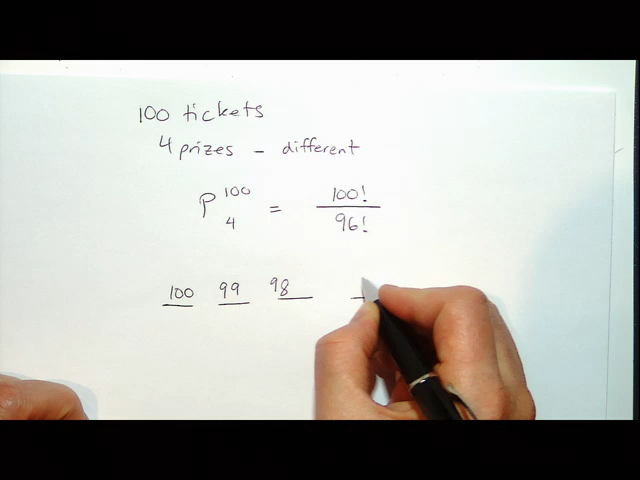 100 tickets
4 prizes - different
P 100 4 = 100! / 96!
100 99 98